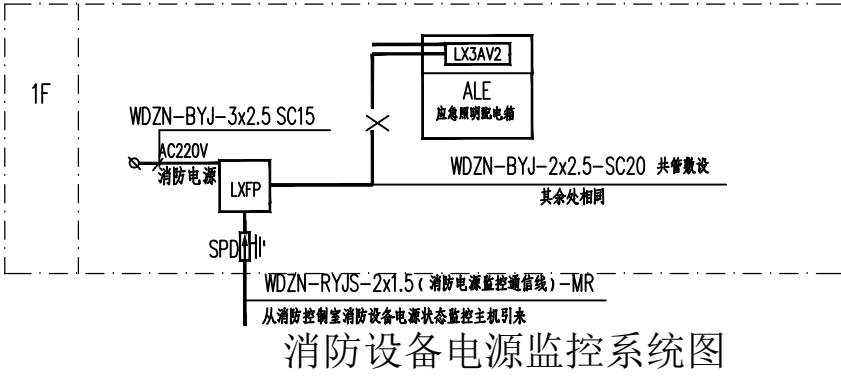 LX3AV2
1F
ALE
应急照明配电箱
WDZN-BYJ-3x2.5 SC15
AC220V
消防电源
WDZN-BYJ-2x2.5-SC20 共管敷设
LXFP
其余处相同
SPD
WDZN-RYJS-2x1.5(消防电源监控通信线)-MR
从消防控制室消防设备电源状态监控主机引来
消防设备电源监控系统图